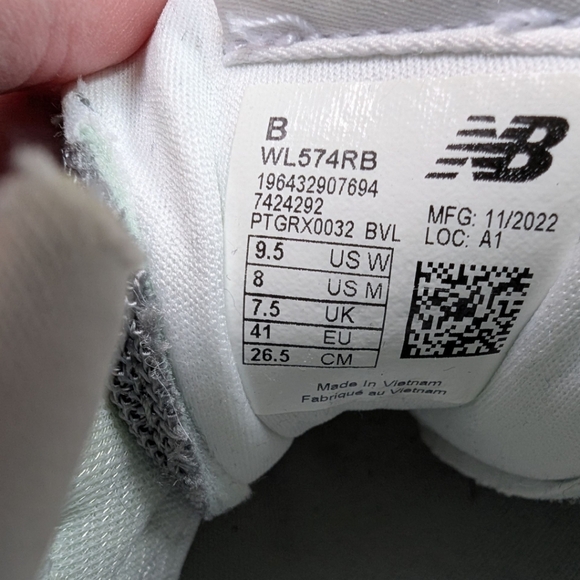 B
WL574RB
196432907694
7424292
PTGRX0032 BVL
NB
MFG: 11/2022
LOC: A1
9.5 US W
8 US M
7.5 UK
41 EU
26.5 CM
Made In Vietnam
Fabriqué au Vietnam